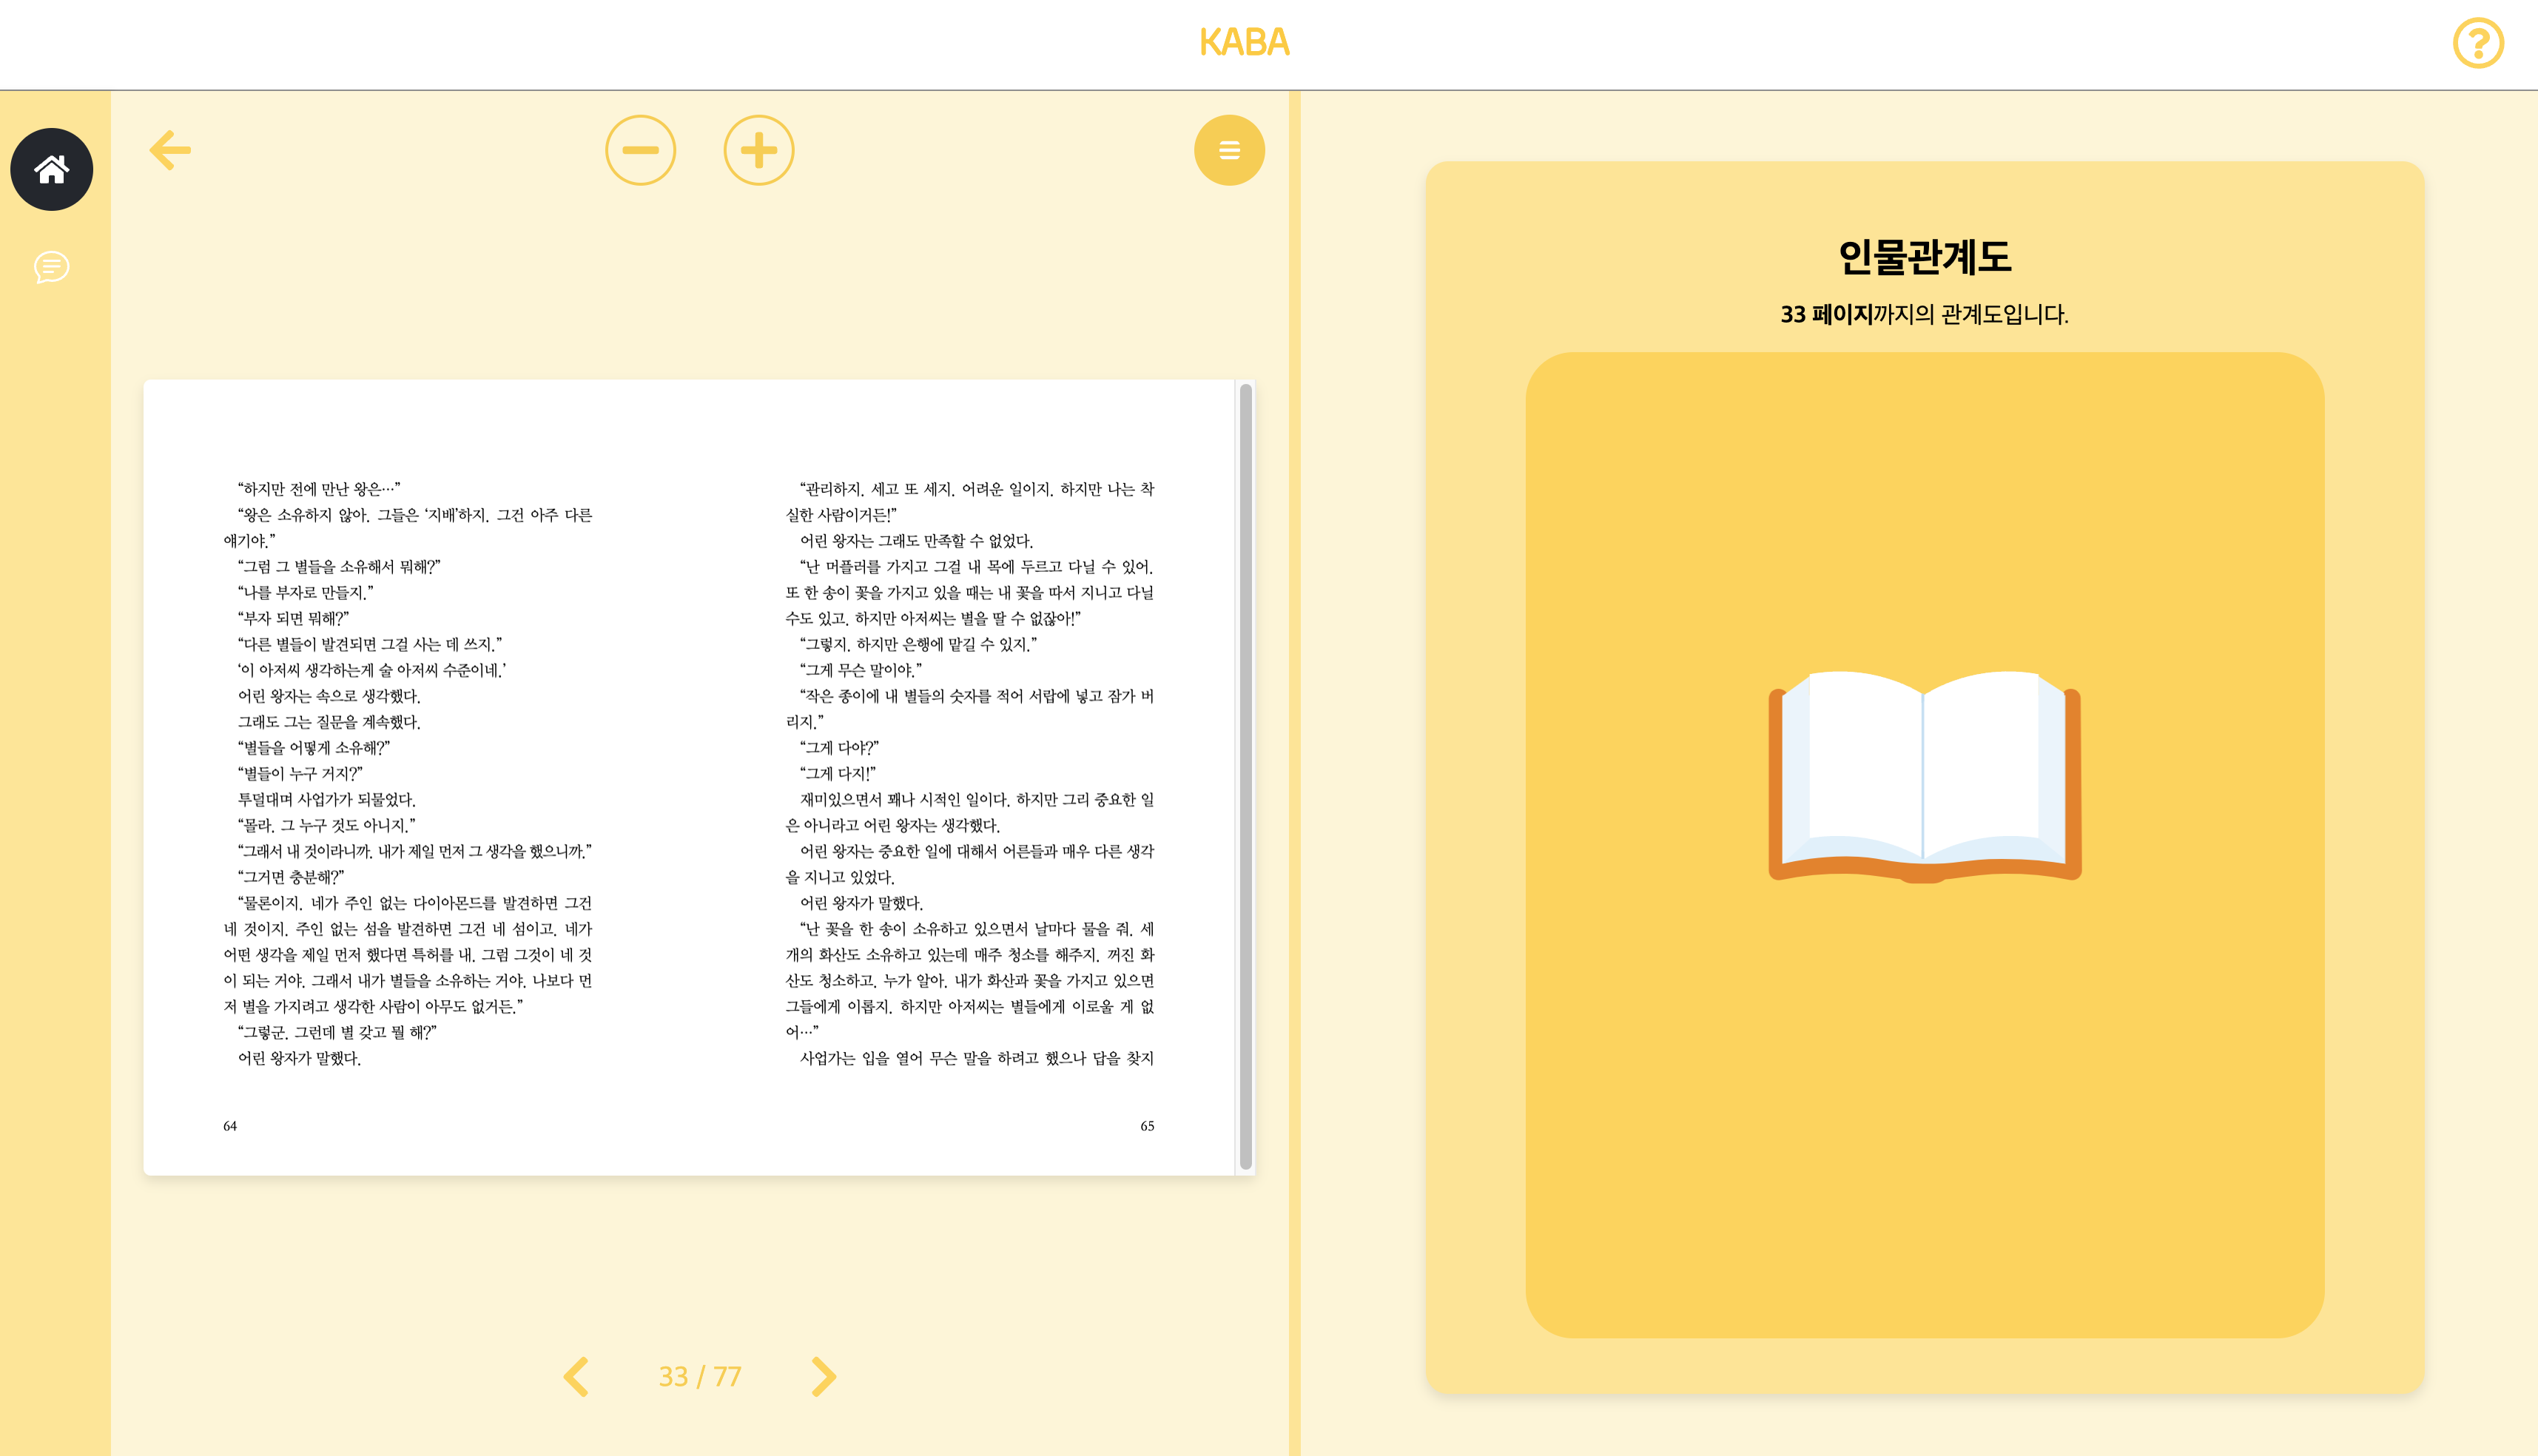 KABA
“하지만 전에 만난 왕은…”
“왕은 소유하지 않아. 그들은 ‘지배’하지. 그건 아주 다른
얘기야.”
“그럼 그 별들을 소유해서 뭐해?”
“나를 부자로 만들지.”
“부자 되면 뭐해?”
“다른 별들이 발견되면 그걸 사는 데 쓰지.”
‘이 아저씨 생각하는게 술 아저씨 수준이네.’
어린 왕자는 속으로 생각했다.
그래도 그는 질문을 계속했다.
“별들을 어떻게 소유해?”
“별들이 누구 거지?”
투덜대며 사업가가 되물었다.
“몰라. 그 누구 것도 아니지.”
“그래서 내 것이라니까. 내가 제일 먼저 그 생각을 했으니까.”
“그거면 충분해?”
“물론이지. 네가 주인 없는 다이아몬드를 발견하면 그건
네 것이지. 주인 없는 섬을 발견하면 그건 네 섬이고. 네가
어떤 생각을 제일 먼저 했다면 특허를 내. 그럼 그것이 네 것
이 되는 거야. 그래서 내가 별들을 소유하는 거야. 나보다 먼
저 별을 가지려고 생각한 사람이 아무도 없거든.”
“그렇군. 그런데 별 갖고 뭘 해?”
어린 왕자가 말했다.
64
“관리하지. 세고 또 세지. 어려운 일이지. 하지만 나는 착
실한 사람이거든!”
어린 왕자는 그래도 만족할 수 없었다.
“난 머플러를 가지고 그걸 내 목에 두르고 다닐 수 있어.
또 한 송이 꽃을 가지고 있을 때는 내 꽃을 따서 지니고 다닐
수도 있고. 하지만 아저씨는 별을 딸 수 없잖아!”
“그렇지. 하지만 은행에 맡길 수 있지.”
“그게 무슨 말이야.”
“작은 종이에 내 별들의 숫자를 적어 서랍에 넣고 잠가 버
리지.”
“그게 다야?”
“그게 다지!”
재미있으면서 꽤나 시적인 일이다. 하지만 그리 중요한 일
은 아니라고 어린 왕자는 생각했다.
어린 왕자는 중요한 일에 대해서 어른들과 매우 다른 생각
을 지니고 있었다.
어린 왕자가 말했다.
“난 꽃을 한 송이 소유하고 있으면서 날마다 물을 줘. 세
개의 화산도 소유하고 있는데 매주 청소를 해주지. 꺼진 화
산도 청소하고. 누가 알아. 내가 화산과 꽃을 가지고 있으면
그들에게 이롭지. 하지만 아저씨는 별들에게 이로울 게 없
어…”
사업가는 입을 열어 무슨 말을 하려고 했으나 답을 찾지
65
33 / 77
인물관계도
33 페이지까지의 관계도입니다.